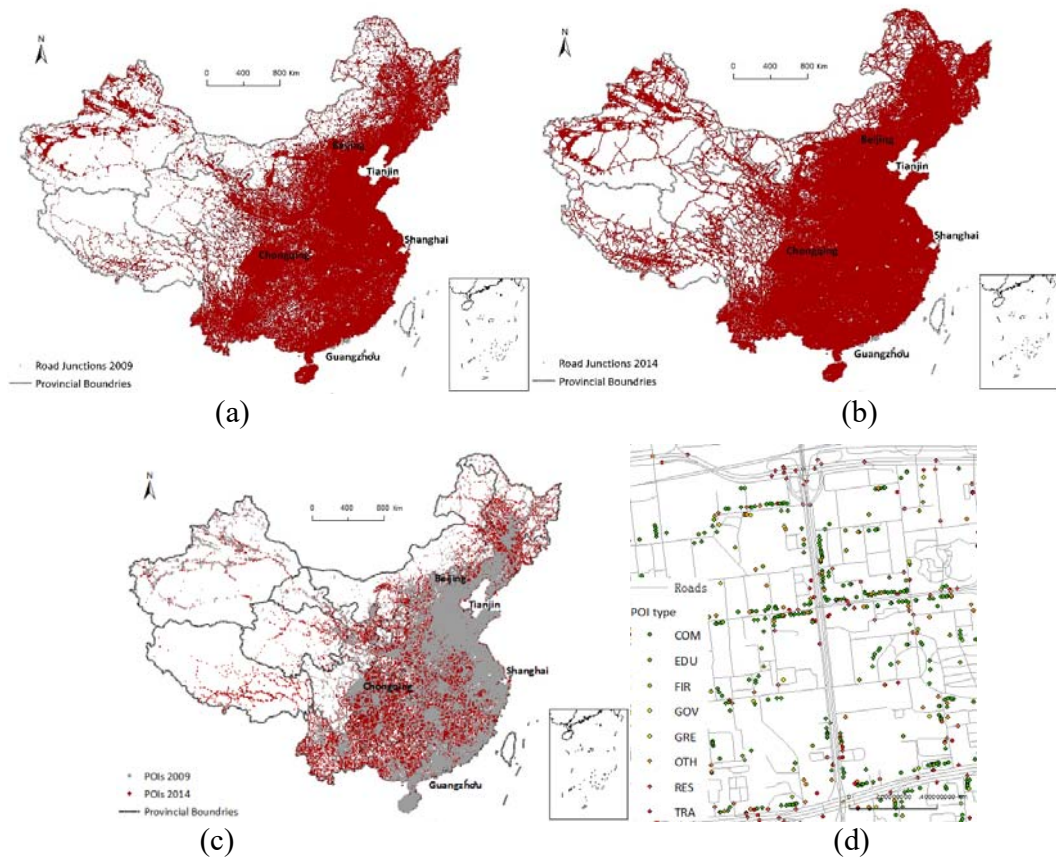 N
0 400 800 Km
Beijing
Tianjin
Shanghai
Chongqing
Guangzhou
Road Junctions 2009
Provincial Boundries
(a)
N
0 400 800 Km
Beijing
Tianjin
Shanghai
Chongqing
Guangzhou
Road Junctions 2014
Provincial Boundries
(b)
N
0 400 800 Km
Beijing
Tianjin
Shanghai
Chongqing
Guangzhou
POIs 2009
POIs 2014
Provincial Boundries
(c)
Roads
POI type
COM
EDU
FIR
GOV
GRE
OTH
RES
TRA
(d)